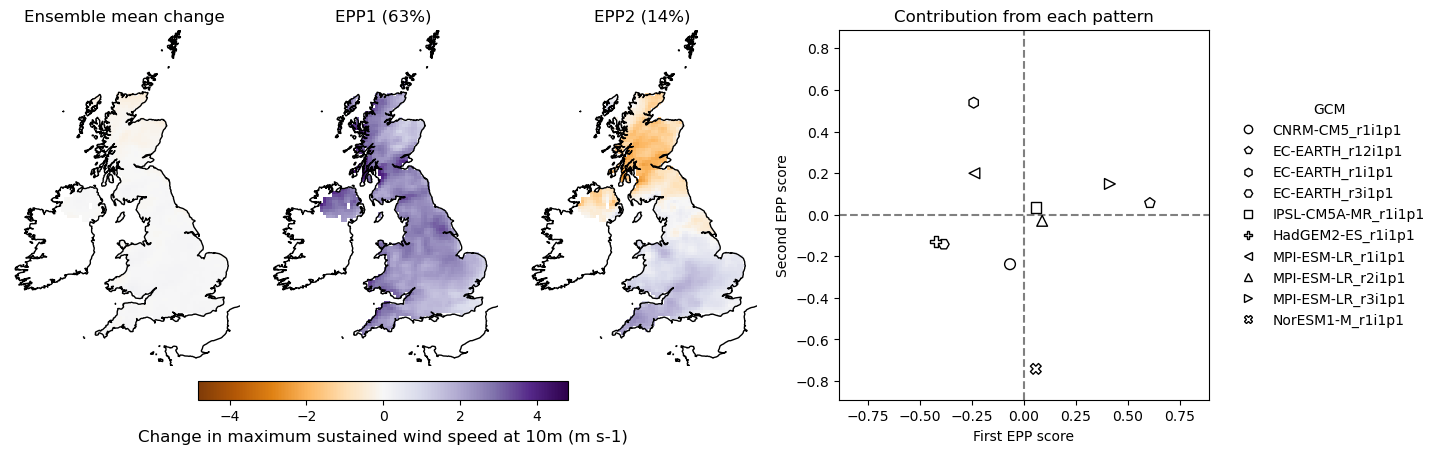 Ensemble mean change
EPP1 (63%)
EPP2 (14%)
Contribution from each pattern
−4
−2
0
2
4
Change in maximum sustained wind speed at 10m (m s-1)
Second EPP score
0.8
0.6
0.4
0.2
0.0
−0.2
−0.4
−0.6
−0.8
−0.75
−0.50
−0.25
0.00
0.25
0.50
0.75
First EPP score
GCM
CNRM-CM5_r1i1p1
EC-EARTH_r12i1p1
EC-EARTH_r1i1p1
EC-EARTH_r3i1p1
IPSL-CM5A-MR_r1i1p1
HadGEM2-ES_r1i1p1
MPI-ESM-LR_r1i1p1
MPI-ESM-LR_r2i1p1
MPI-ESM-LR_r3i1p1
NorESM1-M_r1i1p1